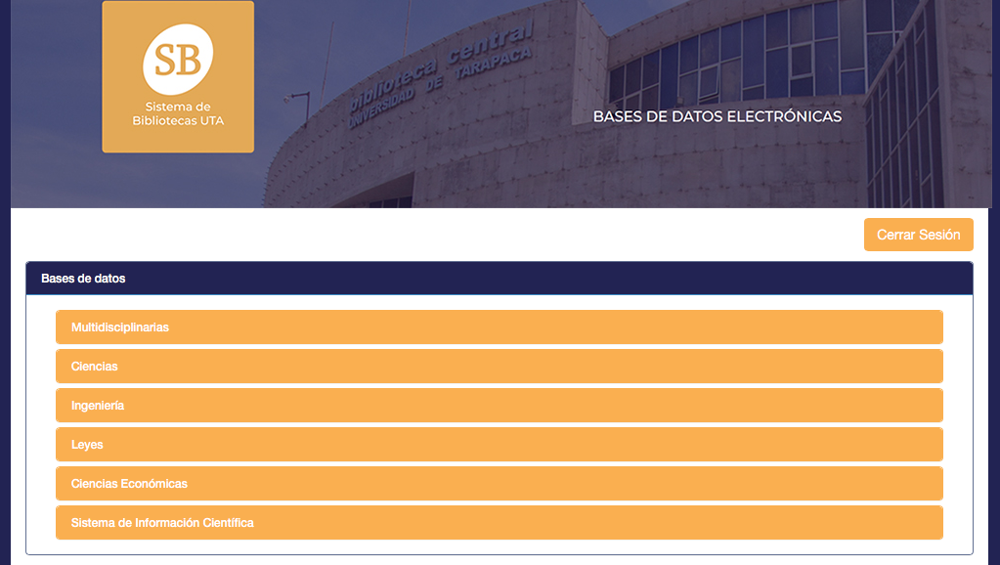 SB
Sistema de
Bibliotecas UTA
biblioteca central
UNIVERSIDAD DE TARAPACA
BASES DE DATOS ELECTRÓNICAS
Cerrar Sesión
Bases de datos
Multidisciplinarias
Ciencias
Ingeniería
Leyes
Ciencias Económicas
Sistema de Información Científica